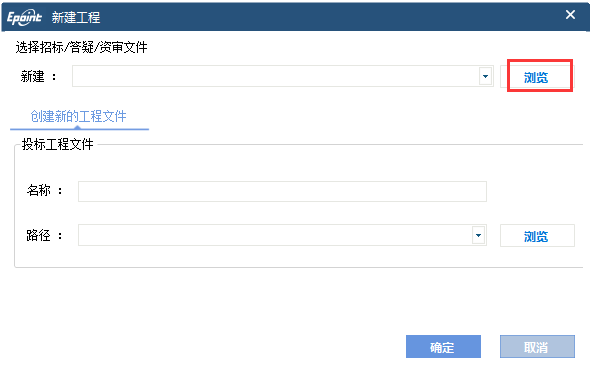 Epoint 新建工程
选择招标/答疑/资审文件
新建 : 浏览
创建新的工程文件
投标工程文件
名称 :
路径 : 浏览
确定 取消